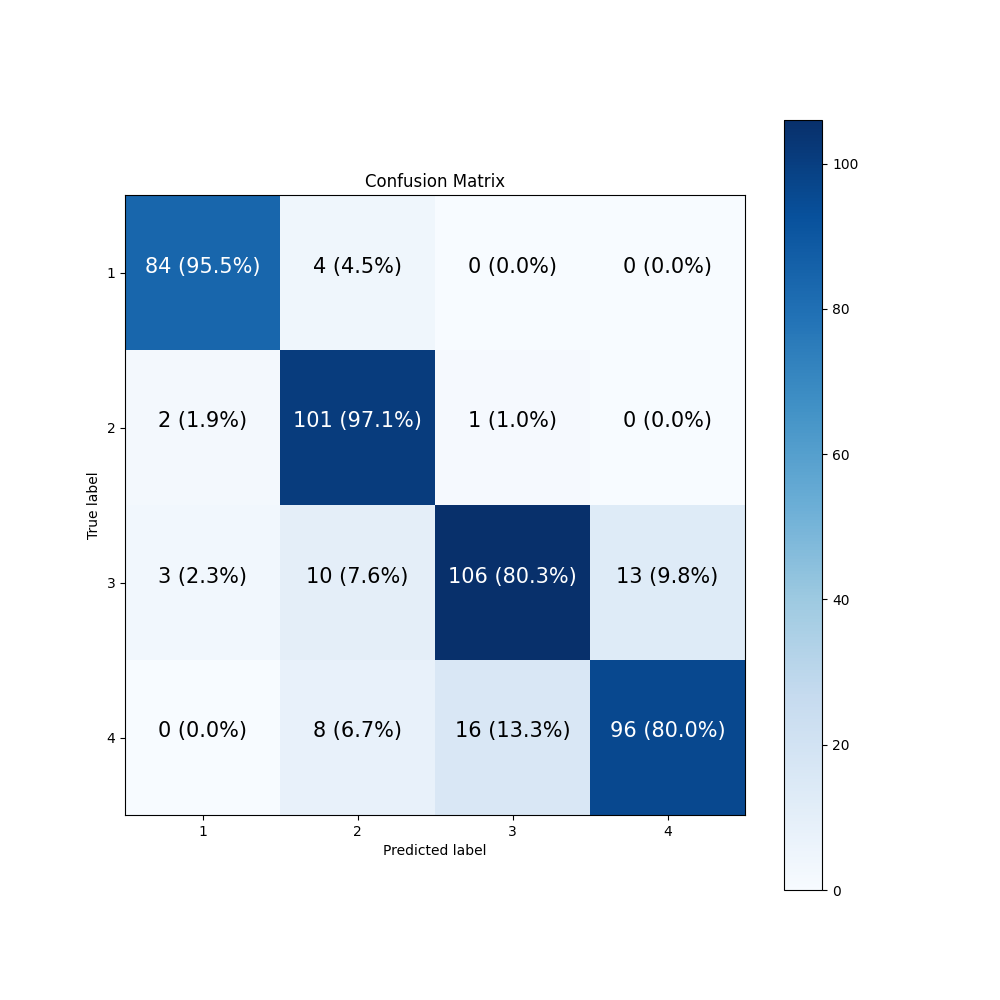 Confusion Matrix
84 (95.5%) 4 (4.5%) 0 (0.0%) 0 (0.0%)
2 (1.9%) 101 (97.1%) 1 (1.0%) 0 (0.0%)
3 (2.3%) 10 (7.6%) 106 (80.3%) 13 (9.8%)
0 (0.0%) 8 (6.7%) 16 (13.3%) 96 (80.0%)
1
2
3
4
True label
1 2 3 4
Predicted label
100
80
60
40
20
0